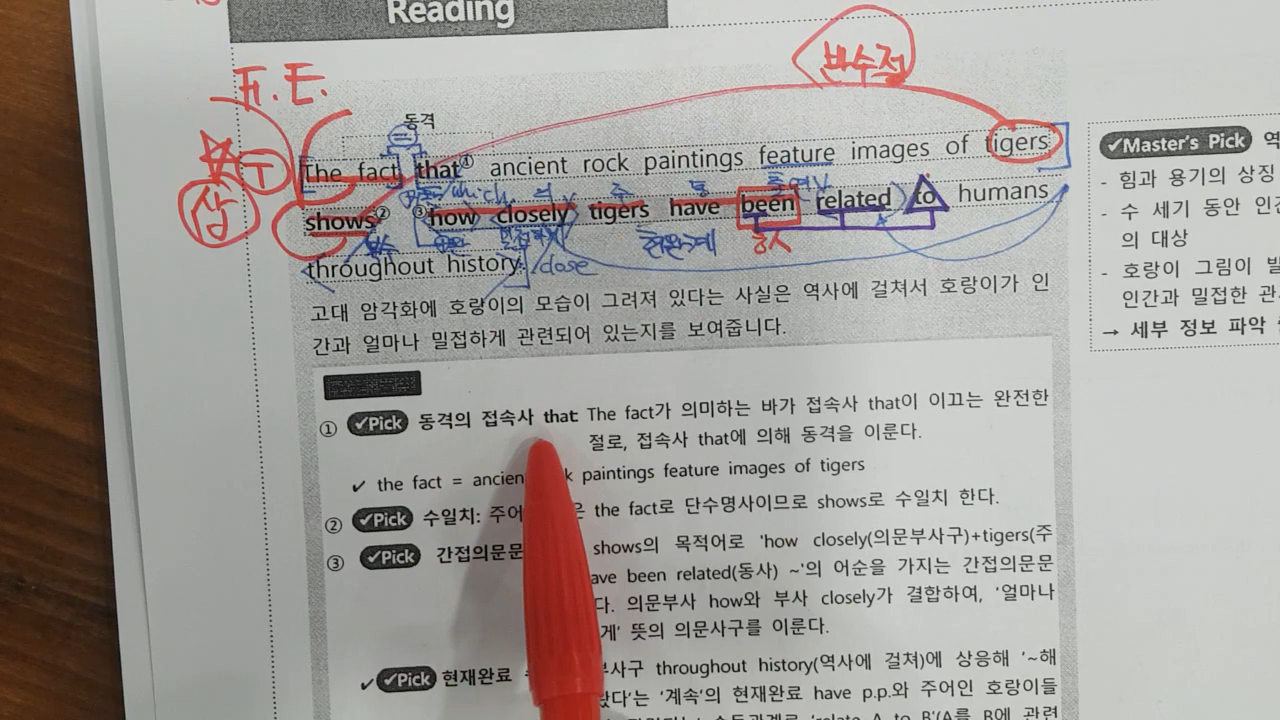 Reading
F.E.
동격
The fact that① ancient rock paintings feature images of tigers
shows② ③how closely tigers have been related to humans
throughout history. /close
고대 암각화에 호랑이의 모습이 그려져 있다는 사실은 역사에 걸쳐서 호랑이가 인
간과 얼마나 밀접하게 관련되어 있는지를 보여줍니다.
① ✔Pick 동격의 접속사 that: The fact가 의미하는 바가 접속사 that이 이끄는 완전한
절로, 접속사 that에 의해 동격을 이룬다.
✔ the fact = ancient rock paintings feature images of tigers
② ✔Pick 수일치: 주어 the fact로 단수명사이므로 shows로 수일치 한다.
③ ✔Pick 간접의문문 shows의 목적어로 'how closely(의문부사구)+tigers(주
have been related(동사) ~'의 어순을 가지는 간접의문문
다. 의문부사 how와 부사 closely가 결합하여, '얼마나
게' 뜻의 의문사구를 이룬다.
✔ ✔Pick 현재완료 부사구 throughout history(역사에 걸쳐)에 상응해 '~해
왔다'는 '계속'의 현재완료 have p.p.와 주어인 호랑이들
✔Master's Pick 역
- 힘과 용기의 상징
- 수 세기 동안 인간
의 대상
- 호랑이 그림이 발
인간과 밀접한 관
→ 세부 정보 파악